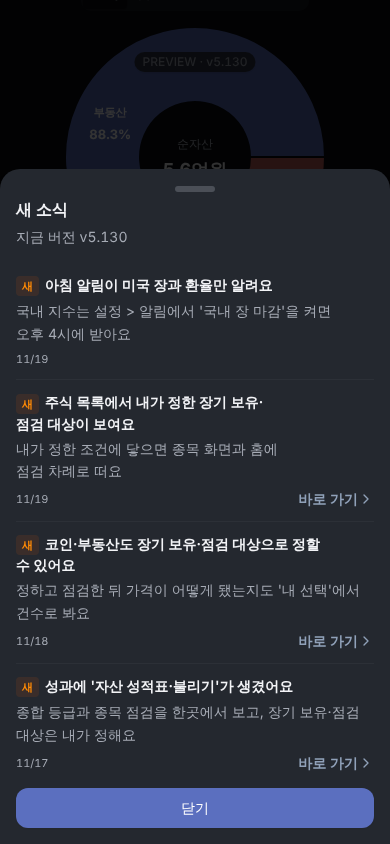 PREVIEW · v5.130
부동산
88.3%
순자산
5.6억원
새 소식
지금 버전 v5.130
새 아침 알림이 미국 장과 환율만 알려요
국내 지수는 설정 > 알림에서 '국내 장 마감'을 켜면
오후 4시에 받아요
11/19
새 주식 목록에서 내가 정한 장기 보유·
점검 대상이 보여요
내가 정한 조건에 닿으면 종목 화면과 홈에
점검 차례로 떠요
11/19 바로 가기
새 코인·부동산도 장기 보유·점검 대상으로 정할
수 있어요
정하고 점검한 뒤 가격이 어떻게 됐는지도 '내 선택'에서
건수로 봐요
11/18 바로 가기
새 성과에 '자산 성적표·불리기'가 생겼어요
종합 등급과 종목 점검을 한곳에서 보고, 장기 보유·점검
대상은 내가 정해요
11/17 바로 가기
닫기